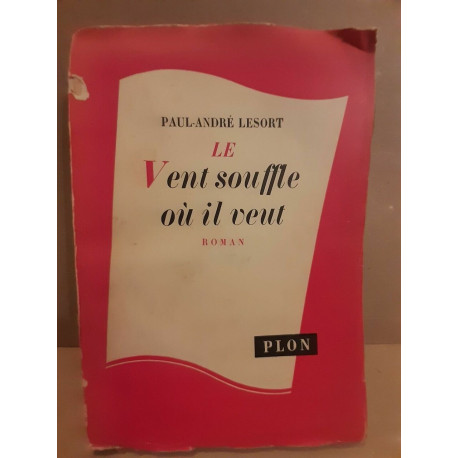 PAUL-ANDRÉ LESORT
LE
Vent souffle
où il veut
ROMAN
PLON